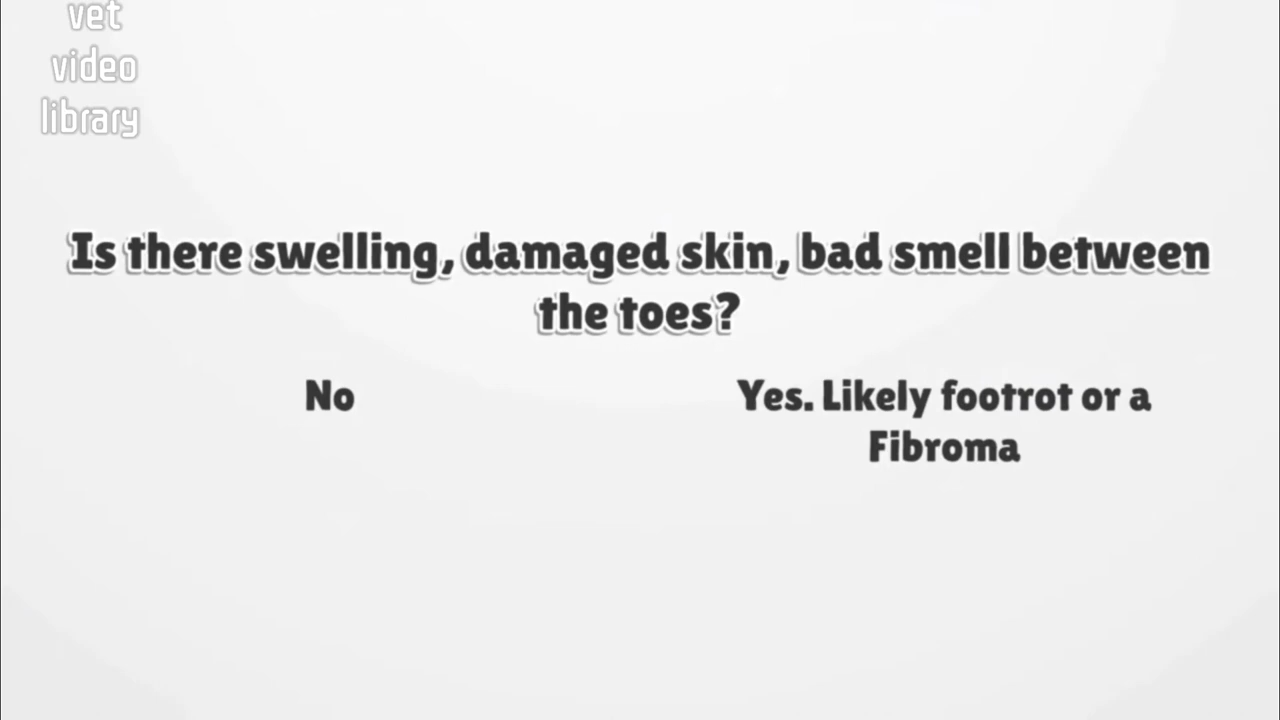 vet
video
library
Is there swelling, damaged skin, bad smell between
the toes?
No
Yes. Likely footrot or a
Fibroma